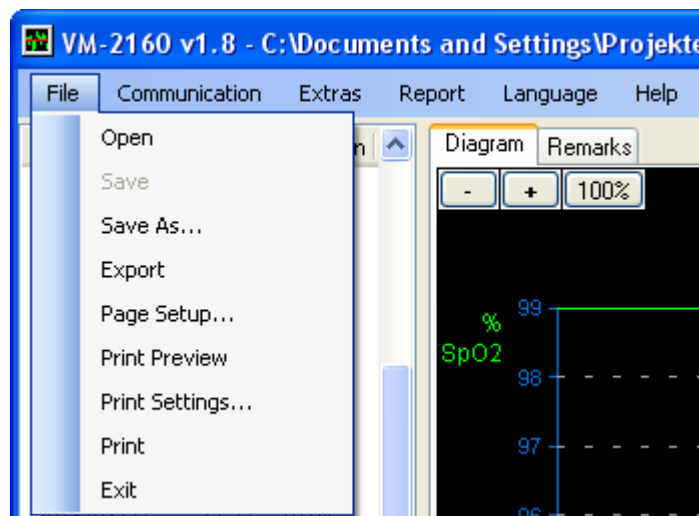 VM-2160 v1.8 - C:\Documents and Settings\Projekte
File Communication Extras Report Language Help
Open
Save
Save As...
Export
Page Setup...
Print Preview
Print Settings...
Print
Exit
Diagram Remarks
- + 100%
%
SpO2
99
98
97
96